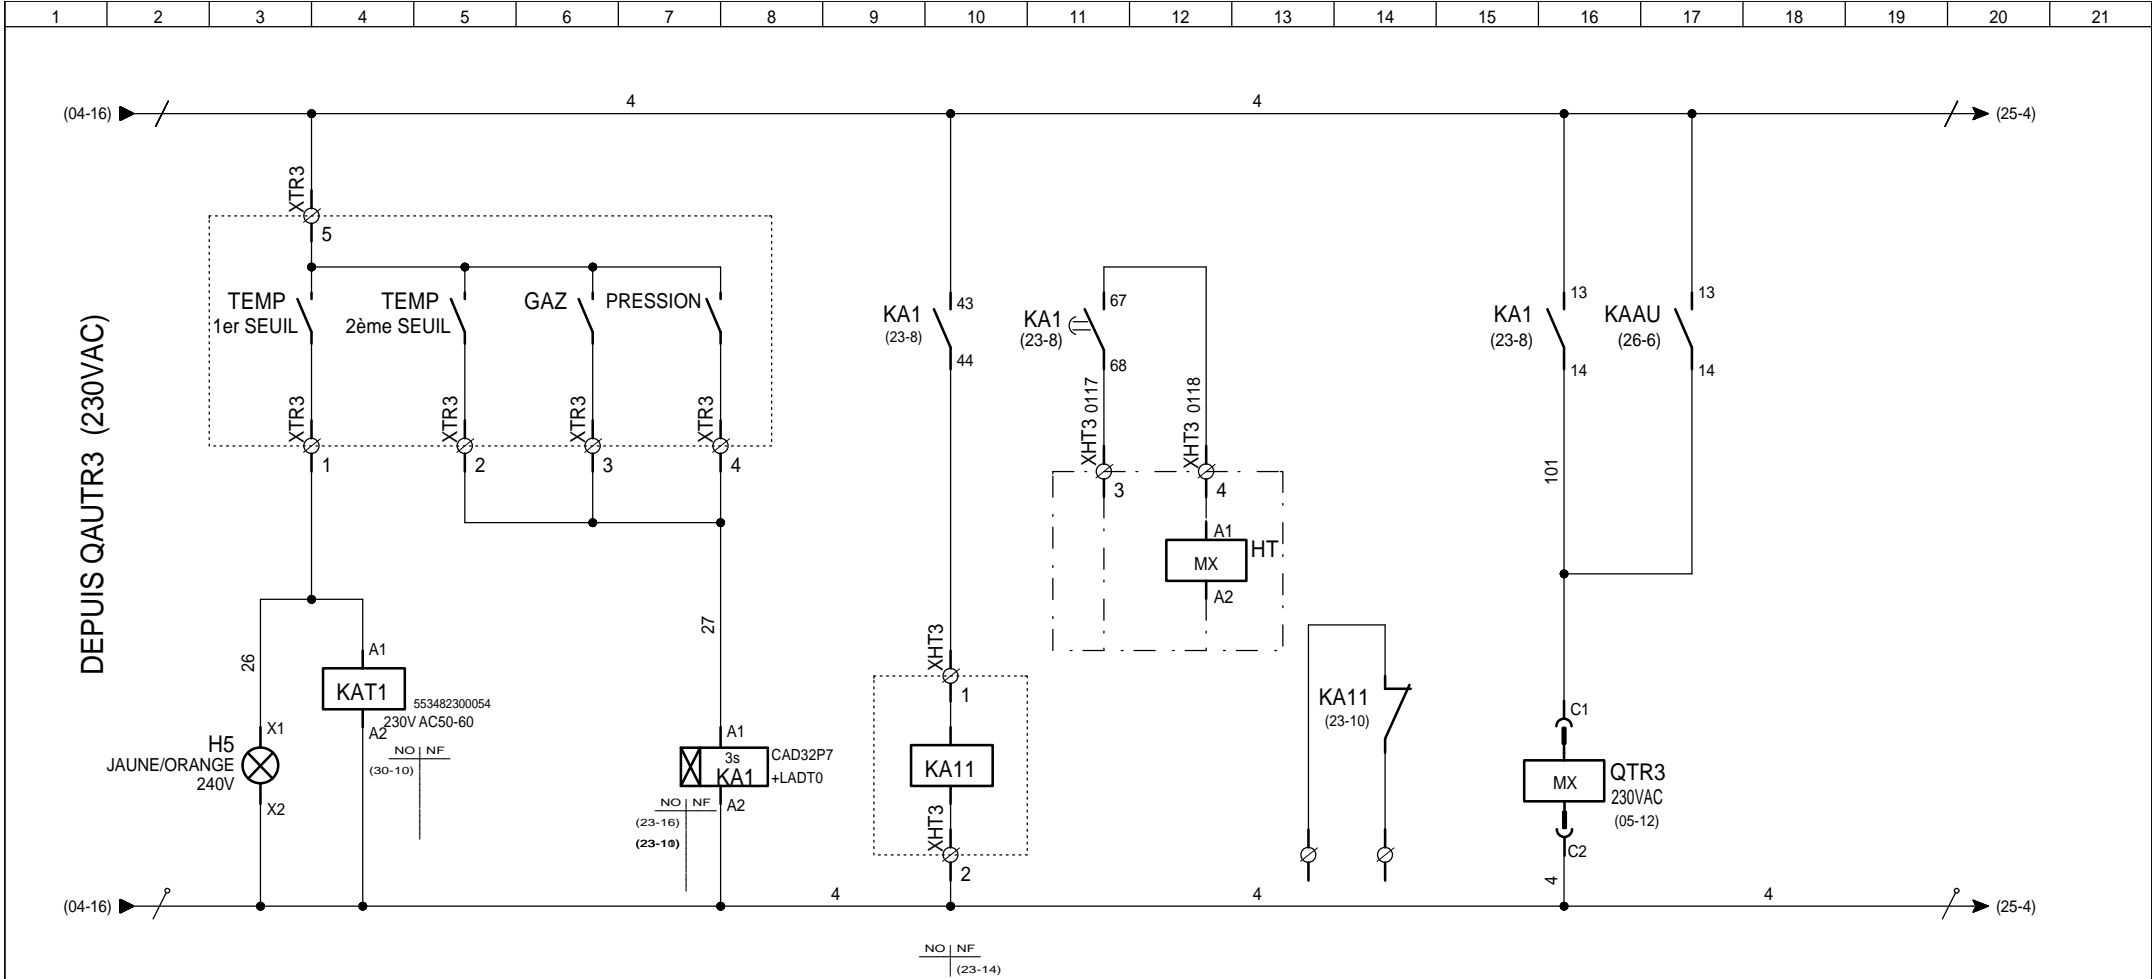 1 2 3 4 5 6 7 8 9 10 11 12 13 14 15 16 17 18 19 20 21
(04-16) 4 4 (25-4)
DEPUIS QAUTR3 (230VAC)
XTR3
5
TEMP
1er SEUIL
TEMP
2ème SEUIL
GAZ
PRESSION
XTR3 XTR3 XTR3 XTR3
1 2 3 4
26
27
A1
KAT1
A2
553482300054
230V AC50-60
NO NF
(30-10)
H5
JAUNE/ORANGE
240V
X1
X2
A1
3s
KA1
A2
CAD32P7
+LADT0
NO NF
(23-16)
KA1
(23-8)
43
44
XHT3
1
KA11
XHT3
2
KA1
(23-8)
67
68
XHT3 0117
XHT3 0118
3 4
A1
MX
A2
HT
KA11
(23-10)
KA1
(23-8)
13
14
KAAU
(26-6)
13
14
101
C1
MX
C2
QTR3
230VAC
(05-12)
4
(04-16) 4 4 4 (25-4)
NO NF
(23-14)